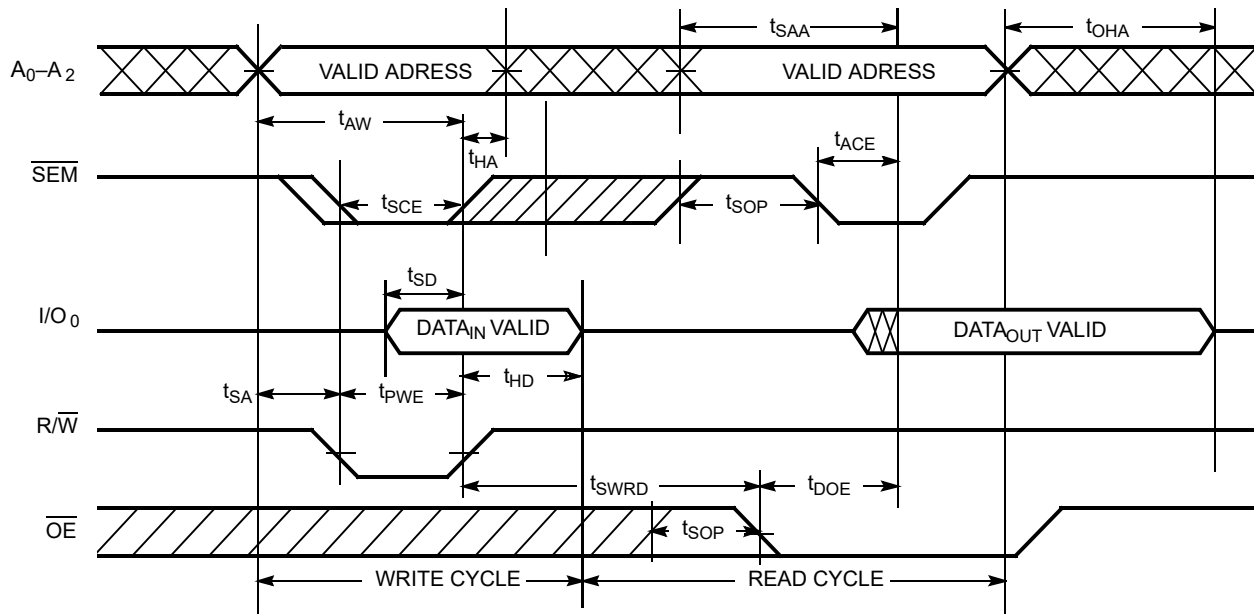 tSAA
tOHA
A0–A2
VALID ADRESS
VALID ADRESS
tAW
tHA
tACE
SEM
tSCE
tSOP
tSD
I/O0
DATAIN VALID
DATAOUT VALID
tSA
tPWE
tHD
R/W
tSWRD
tDOE
OE
tSOP
WRITE CYCLE
READ CYCLE